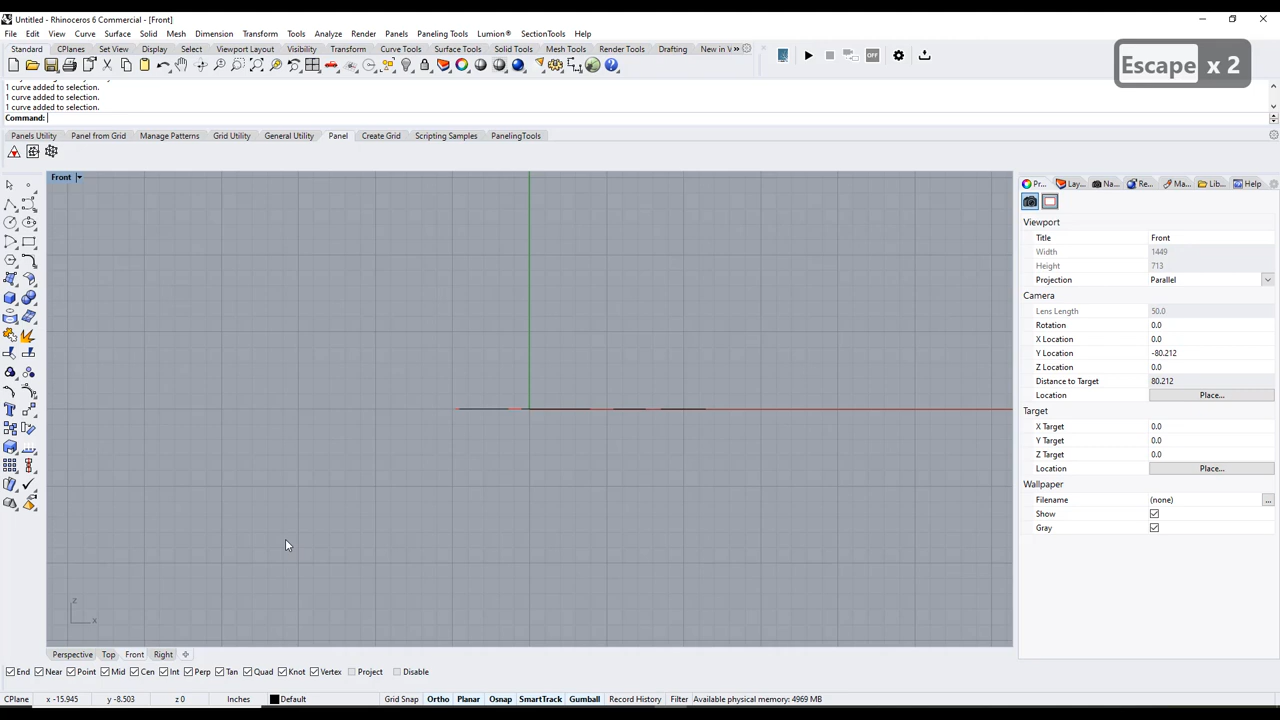 Untitled - Rhinoceros 6 Commercial - [Front]
File Edit View Curve Surface Solid Mesh Dimension Transform Tools Analyze Render Panels Paneling Tools Lumion® SectionTools Help
Standard CPlanes Set View Display Select Viewport Layout Visibility Transform Curve Tools Surface Tools Solid Tools Mesh Tools Render Tools Drafting New in V »
OFF
Escape x 2
1 curve added to selection.
1 curve added to selection.
1 curve added to selection.
Command:
Panels Utility Panel from Grid Manage Patterns Grid Utility General Utility Panel Create Grid Scripting Samples PanelingTools
Front
Pr... Lay... Na... Re... Ma... Lib... Help
Viewport
Title Front
Width 1449
Height 713
Projection Parallel
Camera
Lens Length 50.0
Rotation 0.0
X Location 0.0
Y Location -80.212
Z Location 0.0
Distance to Target 80.212
Location Place...
Target
X Target 0.0
Y Target 0.0
Z Target 0.0
Location Place...
Wallpaper
Filename (none) ...
Show
Gray
z
x
Perspective Top Front Right
End Near Point Mid Cen Int Perp Tan Quad Knot Vertex Project Disable
CPlane x -15.945 y -8.503 z 0 Inches Default Grid Snap Ortho Planar Osnap SmartTrack Gumball Record History Filter Available physical memory: 4969 MB